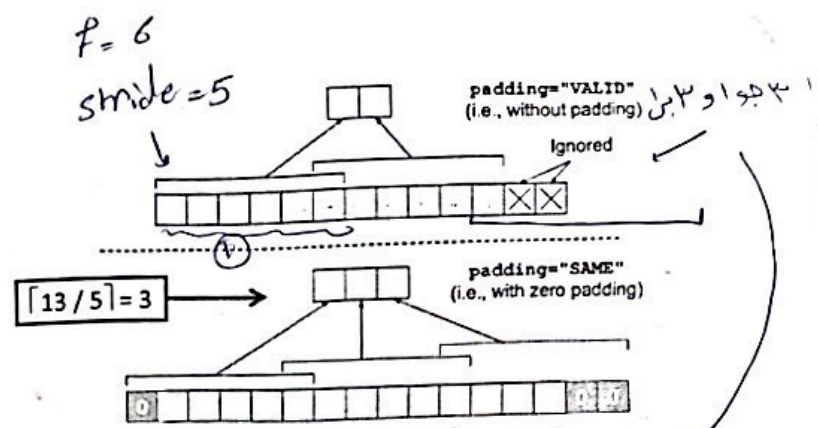 f = 6
stride = 5
padding="VALID"
(i.e., without padding)
Ignored
padding="SAME"
(i.e., with zero padding)
⌈13 / 5⌉ = 3
0
0 0